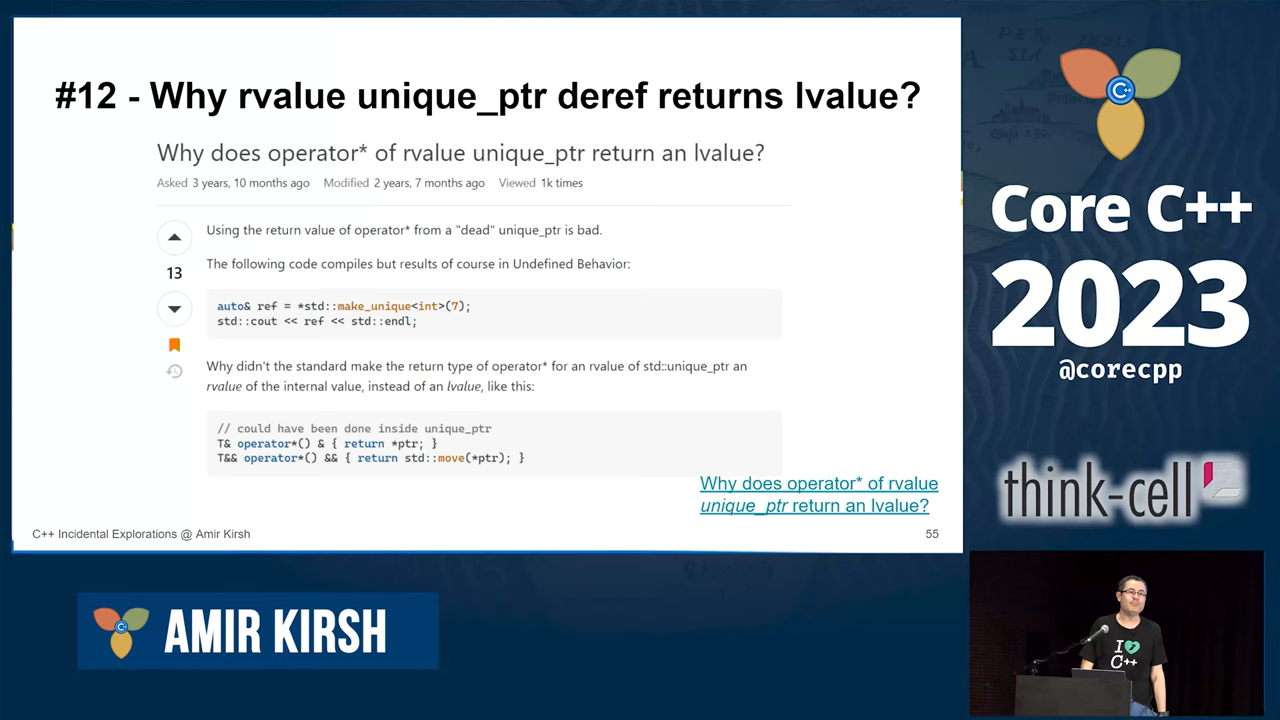 #12 - Why rvalue unique_ptr deref returns lvalue?
Why does operator* of rvalue unique_ptr return an lvalue?
Asked 3 years, 10 months ago Modified 2 years, 7 months ago Viewed 1k times
Using the return value of operator* from a "dead" unique_ptr is bad.
13
The following code compiles but results of course in Undefined Behavior:
auto& ref = *std::make_unique<int>(7);
std::cout << ref << std::endl;
Why didn't the standard make the return type of operator* for an rvalue of std::unique_ptr an
rvalue of the internal value, instead of an lvalue, like this:
// could have been done inside unique_ptr
T& operator*() & { return *ptr; }
T&& operator*() && { return std::move(*ptr); }
Why does operator* of rvalue
unique_ptr return an lvalue?
C++ Incidental Explorations @ Amir Kirsh
55
C++
Core C++
2023
@corecpp
think-cell
C++
AMIR KIRSH
I
C++